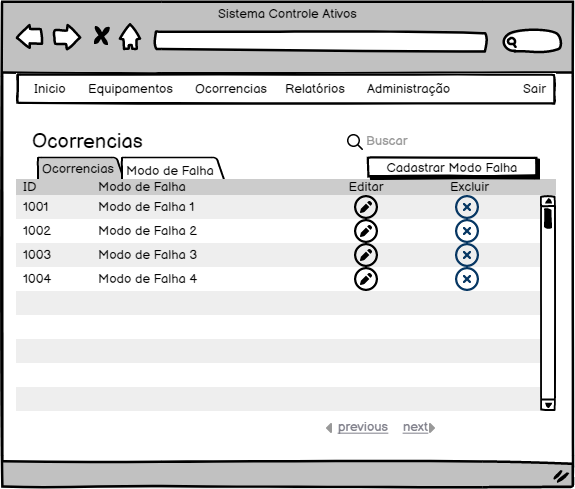 Sistema Controle Ativos
Inicio Equipamentos Ocorrencias Relatórios Administração Sair
Ocorrencias Buscar
Ocorrencias Modo de Falha Cadastrar Modo Falha
ID Modo de Falha Editar Excluir
1001 Modo de Falha 1
1002 Modo de Falha 2
1003 Modo de Falha 3
1004 Modo de Falha 4
previous next